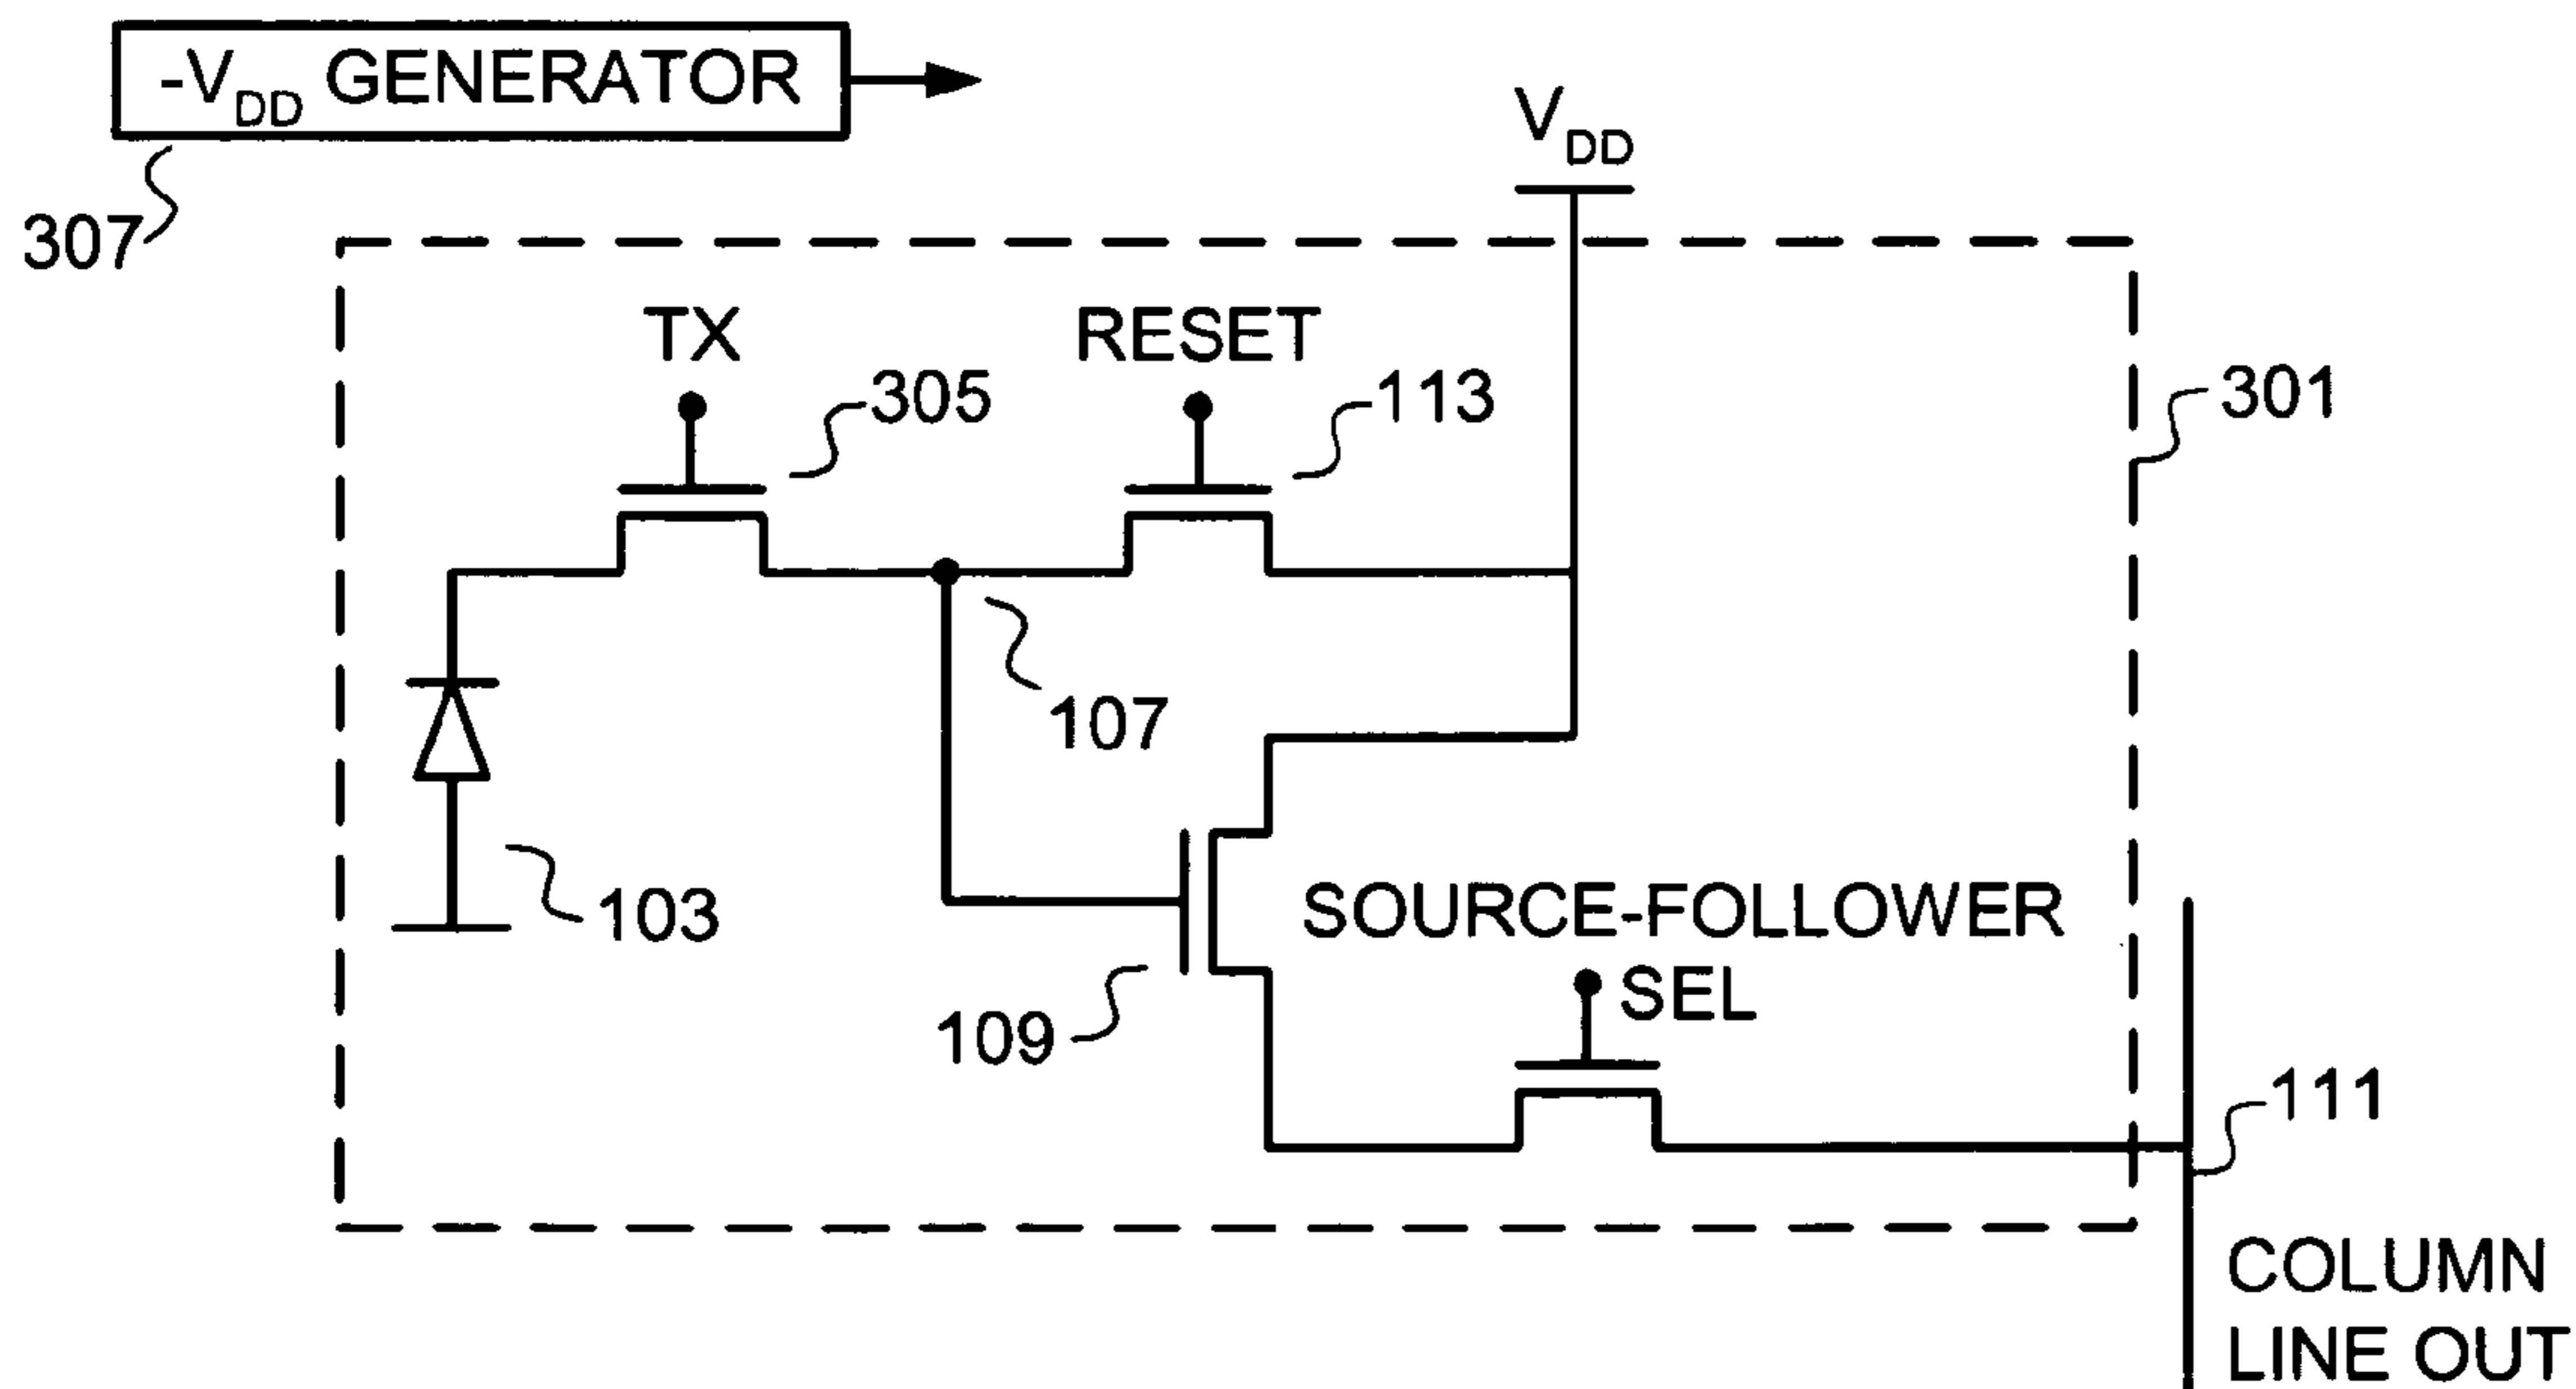 -VDD GENERATOR
307
VDD
TX
RESET
305
113
301
107
103
SOURCE-FOLLOWER
109
SEL
111
COLUMN
LINE OUT